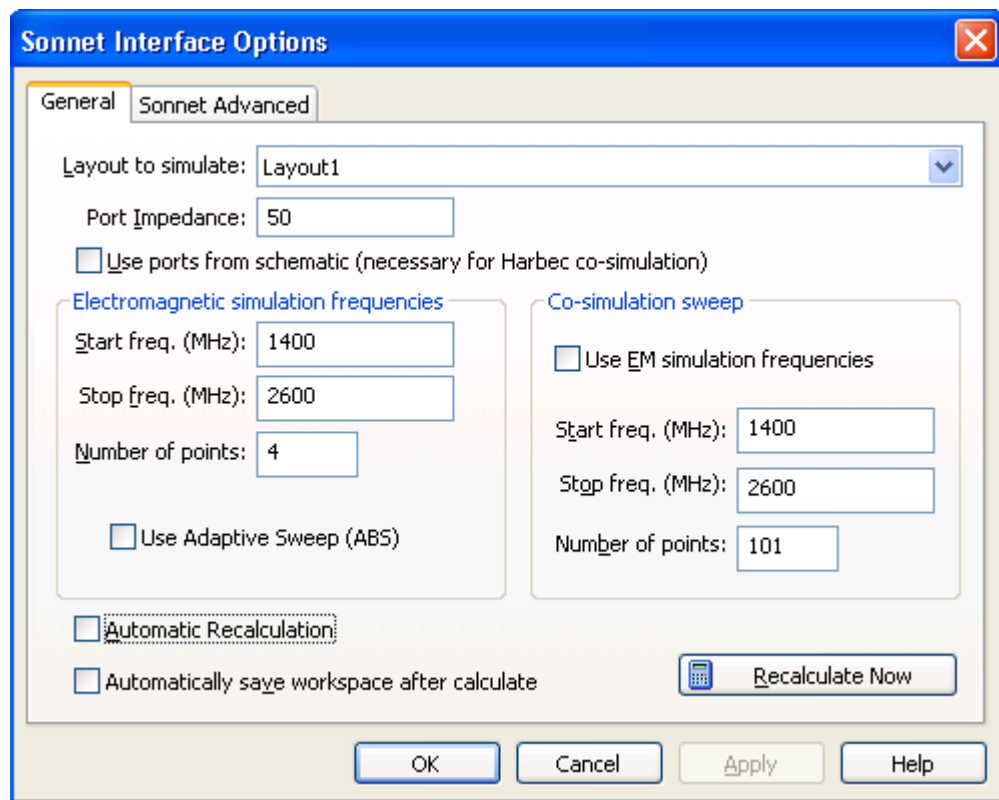 Sonnet Interface Options
General
Sonnet Advanced
Layout to simulate: Layout1
Port Impedance: 50
Use ports from schematic (necessary for Harbec co-simulation)
Electromagnetic simulation frequencies
Start freq. (MHz): 1400
Stop freq. (MHz): 2600
Number of points: 4
Use Adaptive Sweep (ABS)
Co-simulation sweep
Use EM simulation frequencies
Start freq. (MHz): 1400
Stop freq. (MHz): 2600
Number of points: 101
Automatic Recalculation
Automatically save workspace after calculate
Recalculate Now
OK
Cancel
Apply
Help